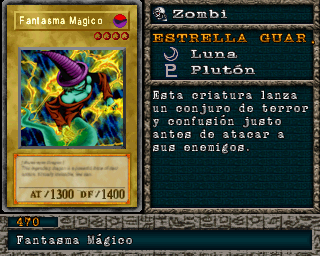 Fantasma Mágico
AT/1300 DF/1400
Zombi
ESTRELLA GUAR.
Luna
Plutón
Esta criatura lanza
un conjuro de terror
y confusión justo
antes de atacar a
sus enemigos.
470
Fantasma Mágico